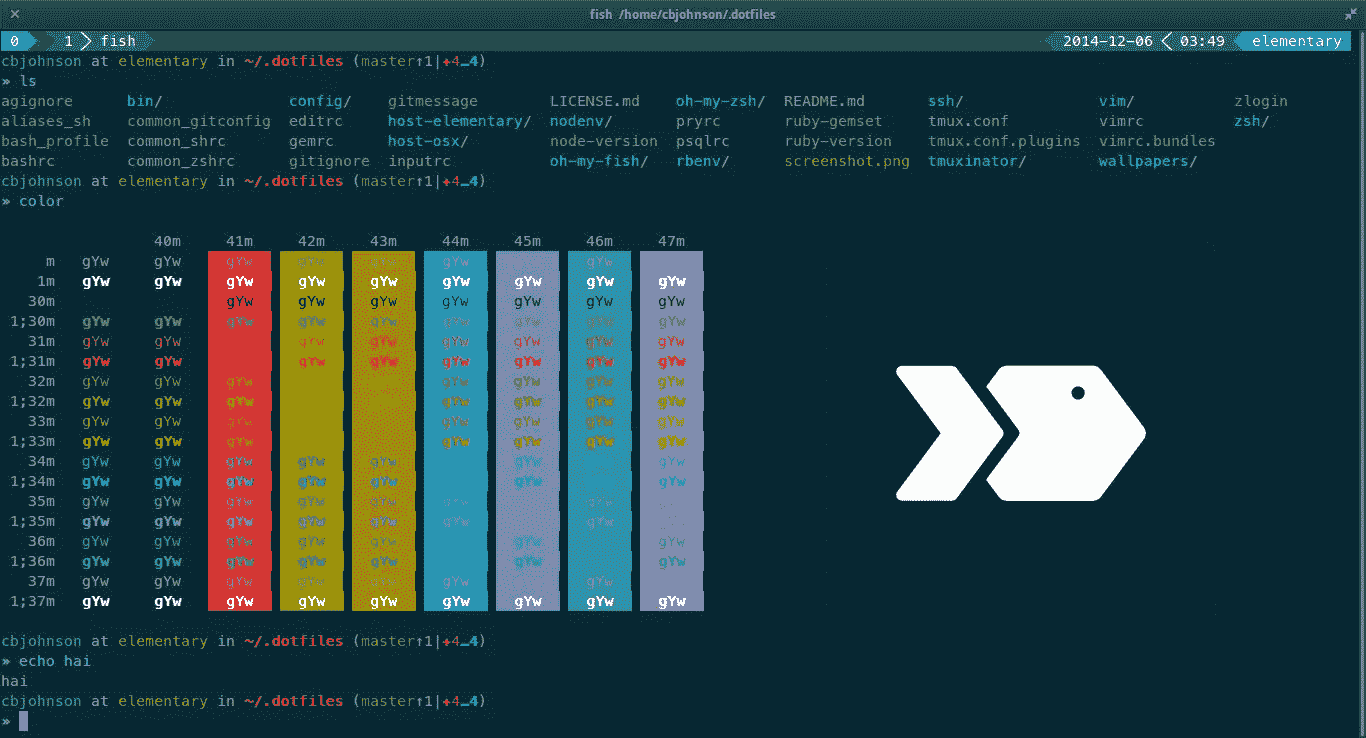 fish /home/cbjohnson/.dotfiles
0 1 fish 2014-12-06 03:49 elementary
cbjohnson at elementary in ~/.dotfiles (master↑1|✚4…4)
» ls
agignore bin/ config/ gitmessage LICENSE.md oh-my-zsh/ README.md ssh/ vim/ zlogin
aliases_sh common_gitconfig editrc host-elementary/ nodenv/ pryrc ruby-gemset tmux.conf vimrc zsh/
bash_profile common_shrc gemrc host-osx/ node-version psqlrc ruby-version tmux.conf.plugins vimrc.bundles
bashrc common_zshrc gitignore inputrc oh-my-fish/ rbenv/ screenshot.png tmuxinator/ wallpapers/
cbjohnson at elementary in ~/.dotfiles (master↑1|✚4…4)
» color
40m 41m 42m 43m 44m 45m 46m 47m
m gYw gYw gYw gYw gYw gYw gYw
1m gYw gYw gYw gYw gYw gYw gYw gYw gYw
30m gYw gYw gYw gYw gYw gYw gYw
1;30m gYw gYw gYw gYw gYw gYw gYw gYw gYw
31m gYw gYw gYw gYw gYw gYw gYw gYw
1;31m gYw gYw gYw gYw gYw gYw gYw gYw
32m gYw gYw gYw gYw gYw gYw gYw
1;32m gYw gYw gYw gYw gYw gYw gYw
33m gYw gYw gYw gYw gYw gYw gYw
1;33m gYw gYw gYw gYw gYw gYw gYw
34m gYw gYw gYw gYw gYw gYw gYw
1;34m gYw gYw gYw gYw gYw gYw gYw
35m gYw gYw gYw gYw gYw gYw gYw
1;35m gYw gYw gYw gYw gYw gYw gYw
36m gYw gYw gYw gYw gYw gYw gYw
1;36m gYw gYw gYw gYw gYw gYw gYw
37m gYw gYw gYw gYw gYw gYw gYw
1;37m gYw gYw gYw gYw gYw gYw gYw gYw gYw
cbjohnson at elementary in ~/.dotfiles (master↑1|✚4…4)
» echo hai
hai
cbjohnson at elementary in ~/.dotfiles (master↑1|✚4…4)
»